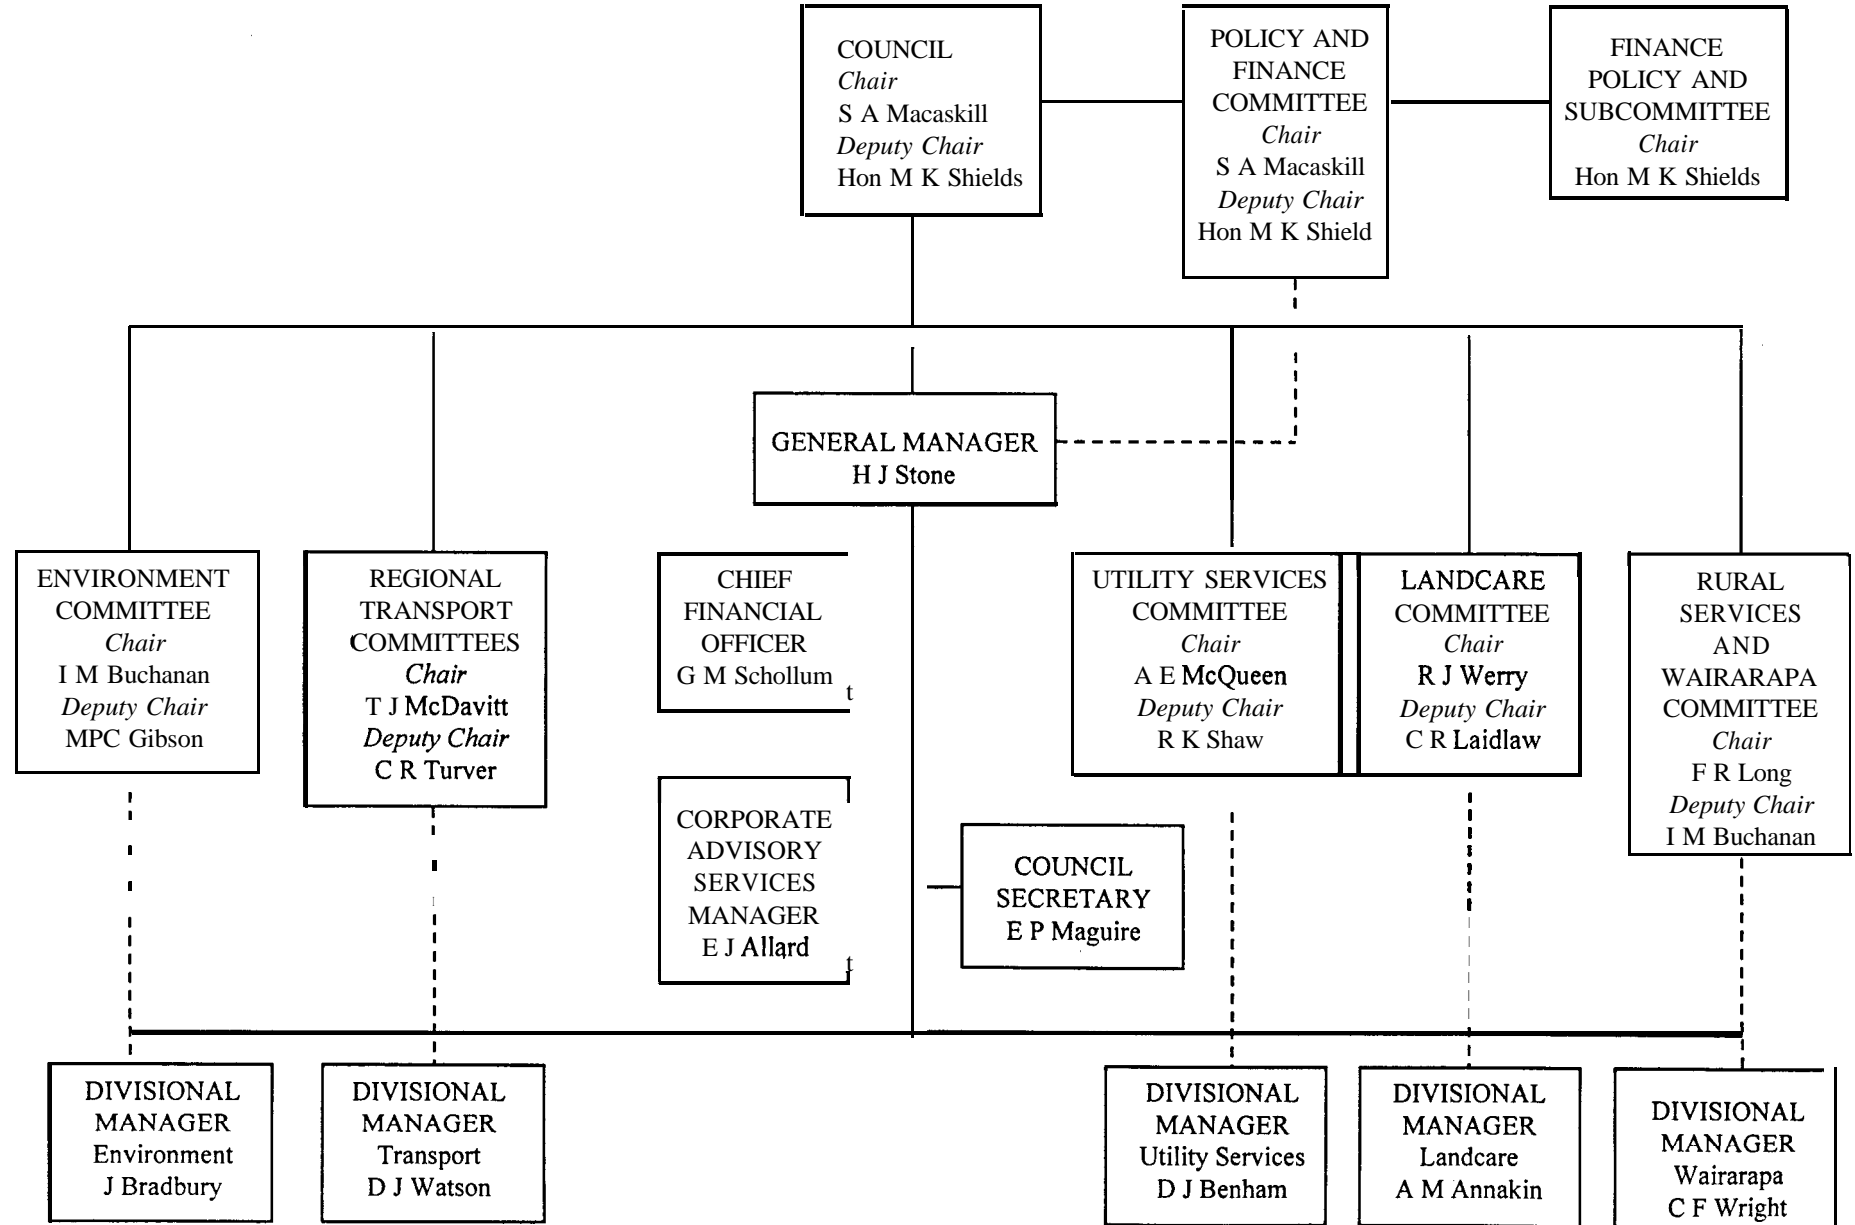 COUNCIL
Chair
S A Macaskill
Deputy Chair
Hon M K Shields
POLICY AND
FINANCE
COMMITTEE
Chair
S A Macaskill
Deputy Chair
Hon M K Shield
FINANCE
POLICY AND
SUBCOMMITTEE
Chair
Hon M K Shields
GENERAL MANAGER
H J Stone
ENVIRONMENT
COMMITTEE
Chair
I M Buchanan
Deputy Chair
MPC Gibson
REGIONAL
TRANSPORT
COMMITTEES
Chair
T J McDavitt
Deputy Chair
C R Turver
CHIEF
FINANCIAL
OFFICER
G M Schollum
t
UTILITY SERVICES
COMMITTEE
Chair
A E McQueen
Deputy Chair
R K Shaw
LANDCARE
COMMITTEE
Chair
R J Werry
Deputy Chair
C R Laidlaw
RURAL
SERVICES
AND
WAIRARAPA
COMMITTEE
Chair
F R Long
Deputy Chair
I M Buchanan
CORPORATE
ADVISORY
SERVICES
MANAGER
E J Allard
t
COUNCIL
SECRETARY
E P Maguire
DIVISIONAL
MANAGER
Environment
J Bradbury
DIVISIONAL
MANAGER
Transport
D J Watson
DIVISIONAL
MANAGER
Utility Services
D J Benham
DIVISIONAL
MANAGER
Landcare
A M Annakin
DIVISIONAL
MANAGER
Wairarapa
C F Wright